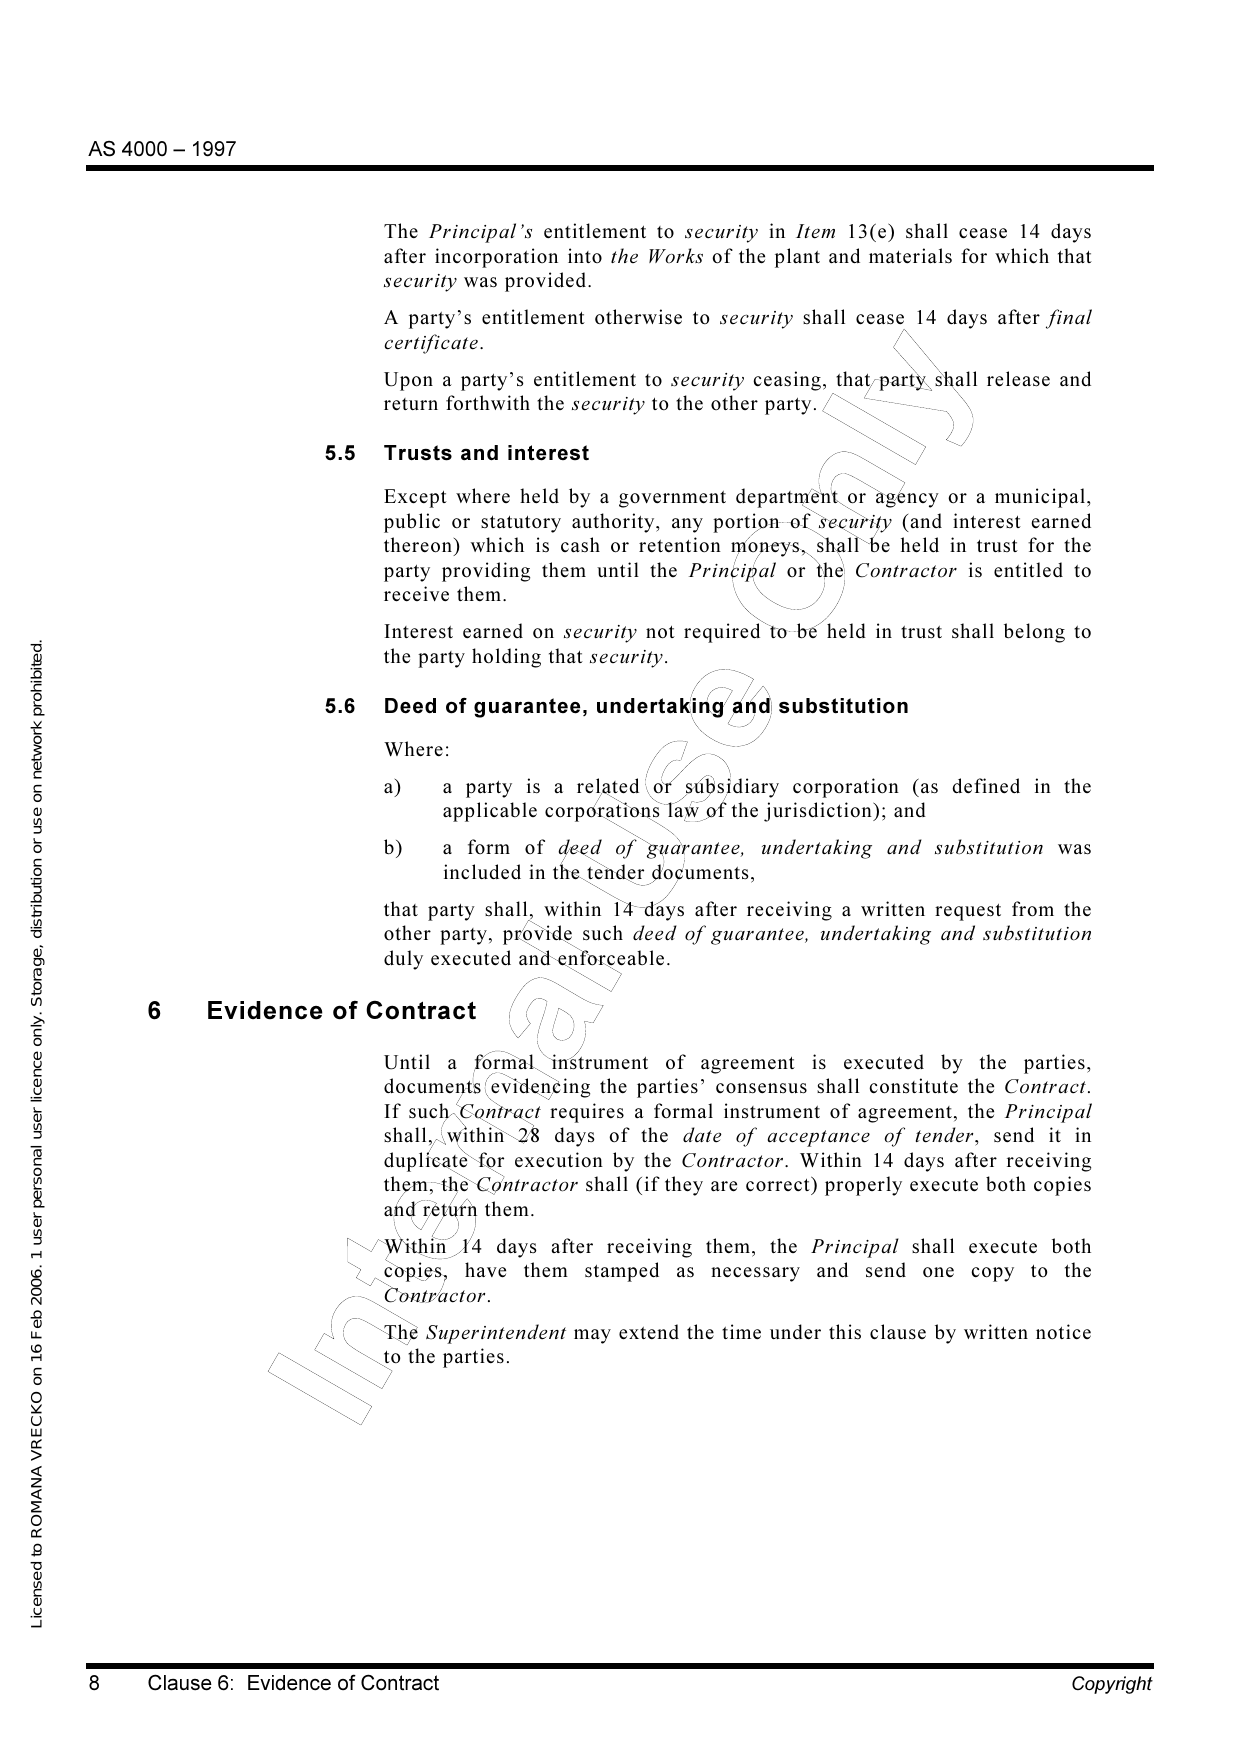 AS 4000 – 1997
The Principal’s entitlement to security in Item 13(e) shall cease 14 days
after incorporation into the Works of the plant and materials for which that
security was provided.
A party’s entitlement otherwise to security shall cease 14 days after final
certificate.
Upon a party’s entitlement to security ceasing, that party shall release and
return forthwith the security to the other party.
5.5 Trusts and interest
Except where held by a government department or agency or a municipal,
public or statutory authority, any portion of security (and interest earned
thereon) which is cash or retention moneys, shall be held in trust for the
party providing them until the Principal or the Contractor is entitled to
receive them.
Interest earned on security not required to be held in trust shall belong to
the party holding that security.
5.6 Deed of guarantee, undertaking and substitution
Where:
a) a party is a related or subsidiary corporation (as defined in the
applicable corporations law of the jurisdiction); and
b) a form of deed of guarantee, undertaking and substitution was
included in the tender documents,
that party shall, within 14 days after receiving a written request from the
other party, provide such deed of guarantee, undertaking and substitution
duly executed and enforceable.
6 Evidence of Contract
Until a formal instrument of agreement is executed by the parties,
documents evidencing the parties’ consensus shall constitute the Contract.
If such Contract requires a formal instrument of agreement, the Principal
shall, within 28 days of the date of acceptance of tender, send it in
duplicate for execution by the Contractor. Within 14 days after receiving
them, the Contractor shall (if they are correct) properly execute both copies
and return them.
Within 14 days after receiving them, the Principal shall execute both
copies, have them stamped as necessary and send one copy to the
Contractor.
The Superintendent may extend the time under this clause by written notice
to the parties.
8 Clause 6: Evidence of Contract Copyright
Licensed to ROMANA VRECKO on 16 Feb 2006. 1 user personal user licence only. Storage, distribution or use on network prohibited.
Internal Use Only